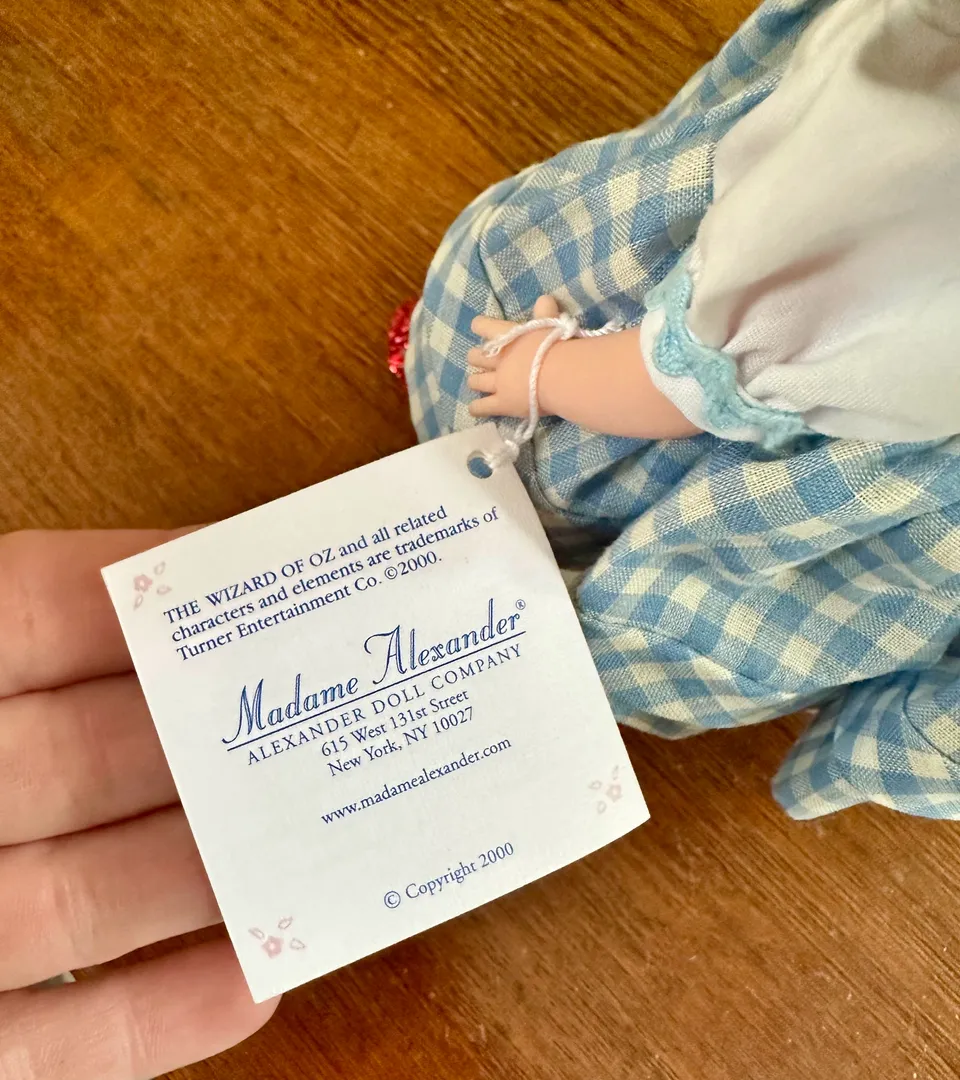 THE WIZARD OF OZ and all related
characters and elements are trademarks of
Turner Entertainment Co. ©2000.
Madame Alexander®
ALEXANDER DOLL COMPANY
615 West 131st Street
New York, NY 10027
www.madamealexander.com
© Copyright 2000